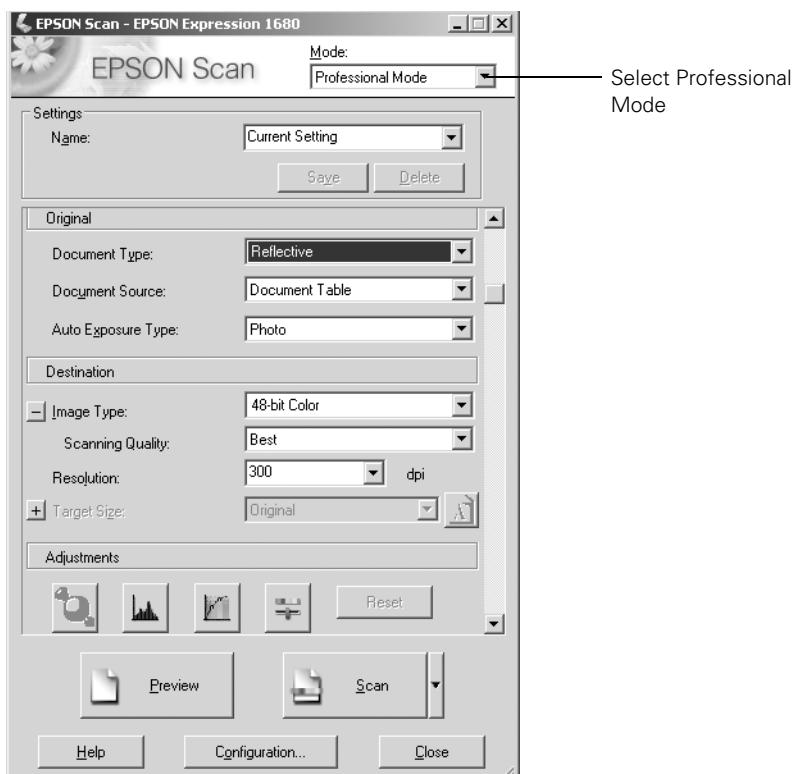 EPSON Scan - EPSON Expression 1680
EPSON Scan
Mode:
Professional Mode
Select Professional
Mode
Settings
Name:
Current Setting
Save
Delete
Original
Document Type:
Reflective
Document Source:
Document Table
Auto Exposure Type:
Photo
Destination
Image Type:
48-bit Color
Scanning Quality:
Best
Resolution:
300
dpi
Target Size:
Original
Adjustments
Reset
Preview
Scan
Help
Configuration...
Close